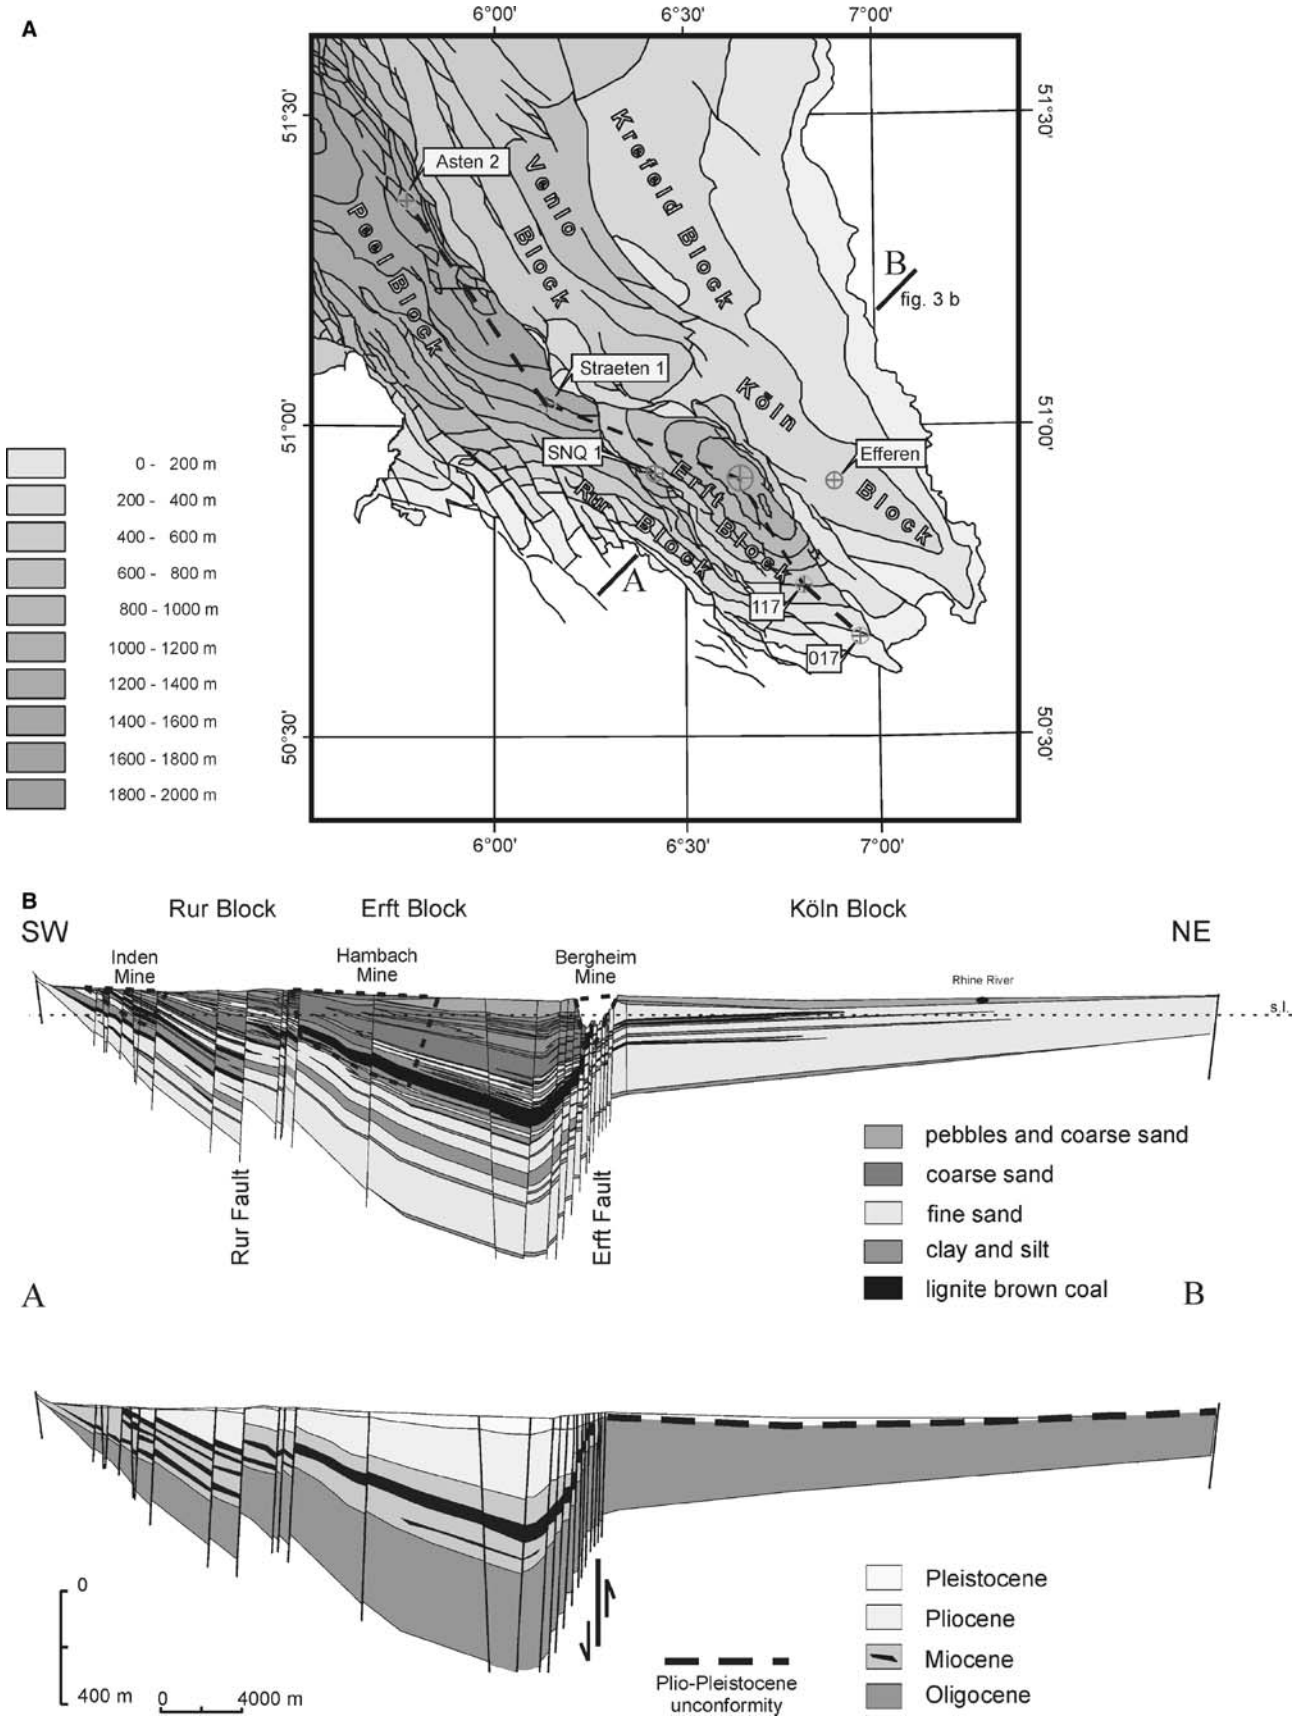 A
6°00'
6°30'
7°00'
51°30'
51°30'
Asten 2
Venlo
Block
Krefeld Block
Peel Block
B
fig. 3 b
Straeten 1
Köln
Block
51°00'
51°00'
SNQ 1
Efferen
Erft Block
Rur Block
A
117
017
50°30'
50°30'
6°00'
6°30'
7°00'
0 - 200 m
200 - 400 m
400 - 600 m
600 - 800 m
800 - 1000 m
1000 - 1200 m
1200 - 1400 m
1400 - 1600 m
1600 - 1800 m
1800 - 2000 m
B
SW
Rur Block
Erft Block
Köln Block
NE
Inden
Mine
Hambach
Mine
Bergheim
Mine
Rhine River
s.l.
Rur Fault
Erft Fault
pebbles and coarse sand
coarse sand
fine sand
clay and silt
lignite brown coal
A
B
0
400 m
0
4000 m
Plio-Pleistocene
unconformity
Pleistocene
Pliocene
Miocene
Oligocene